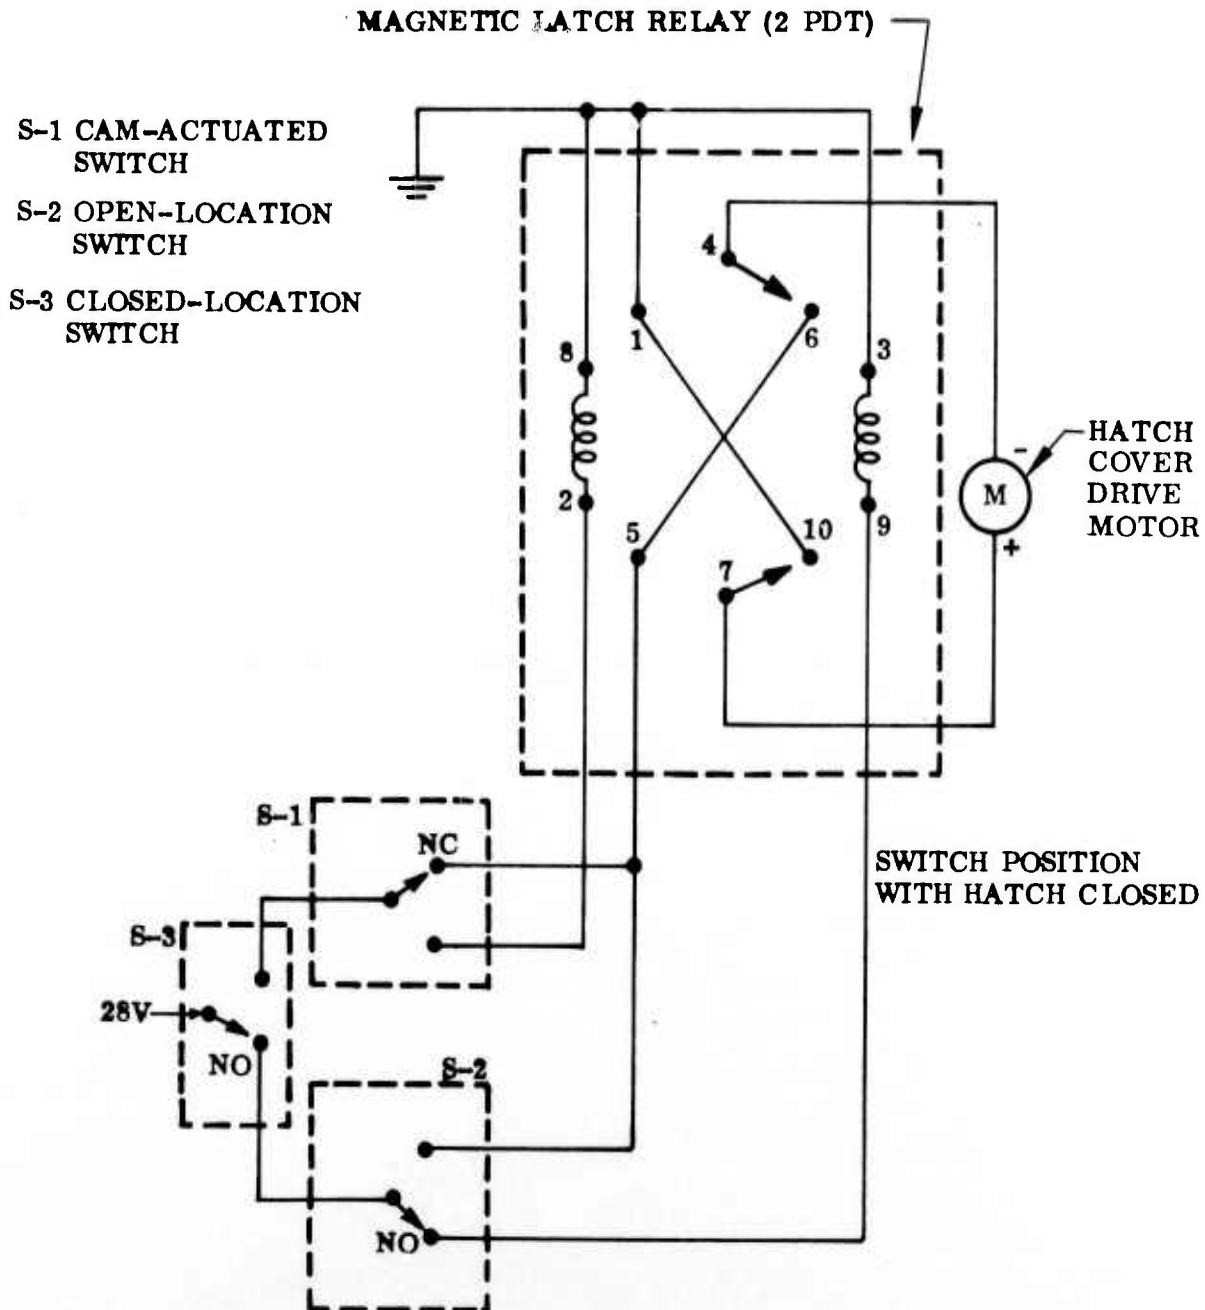 MAGNETIC LATCH RELAY (2 PDT)
S-1 CAM-ACTUATED
SWITCH
S-2 OPEN-LOCATION
SWITCH
S-3 CLOSED-LOCATION
SWITCH
4
1
6
8
3
HATCH
COVER
DRIVE
MOTOR
-
M
+
2
5
10
9
7
S-1
NC
SWITCH POSITION
WITH HATCH CLOSED
S-3
28V
NO
S-2
NO